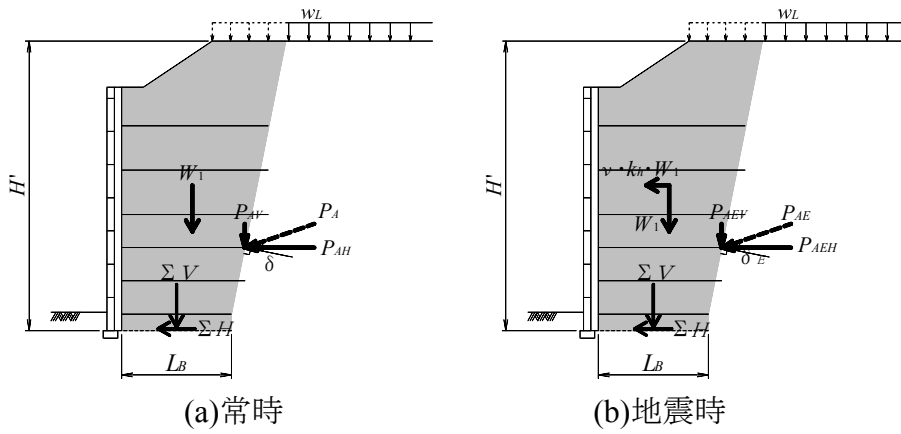 wL
H'
W1
PAV
PA
PAH
δ
ΣV
ΣH
LB
(a)常時
wL
H'
ν・kh・W1
W1
PAEV
PAE
PAEH
δE
ΣV
ΣH
LB
(b)地震時